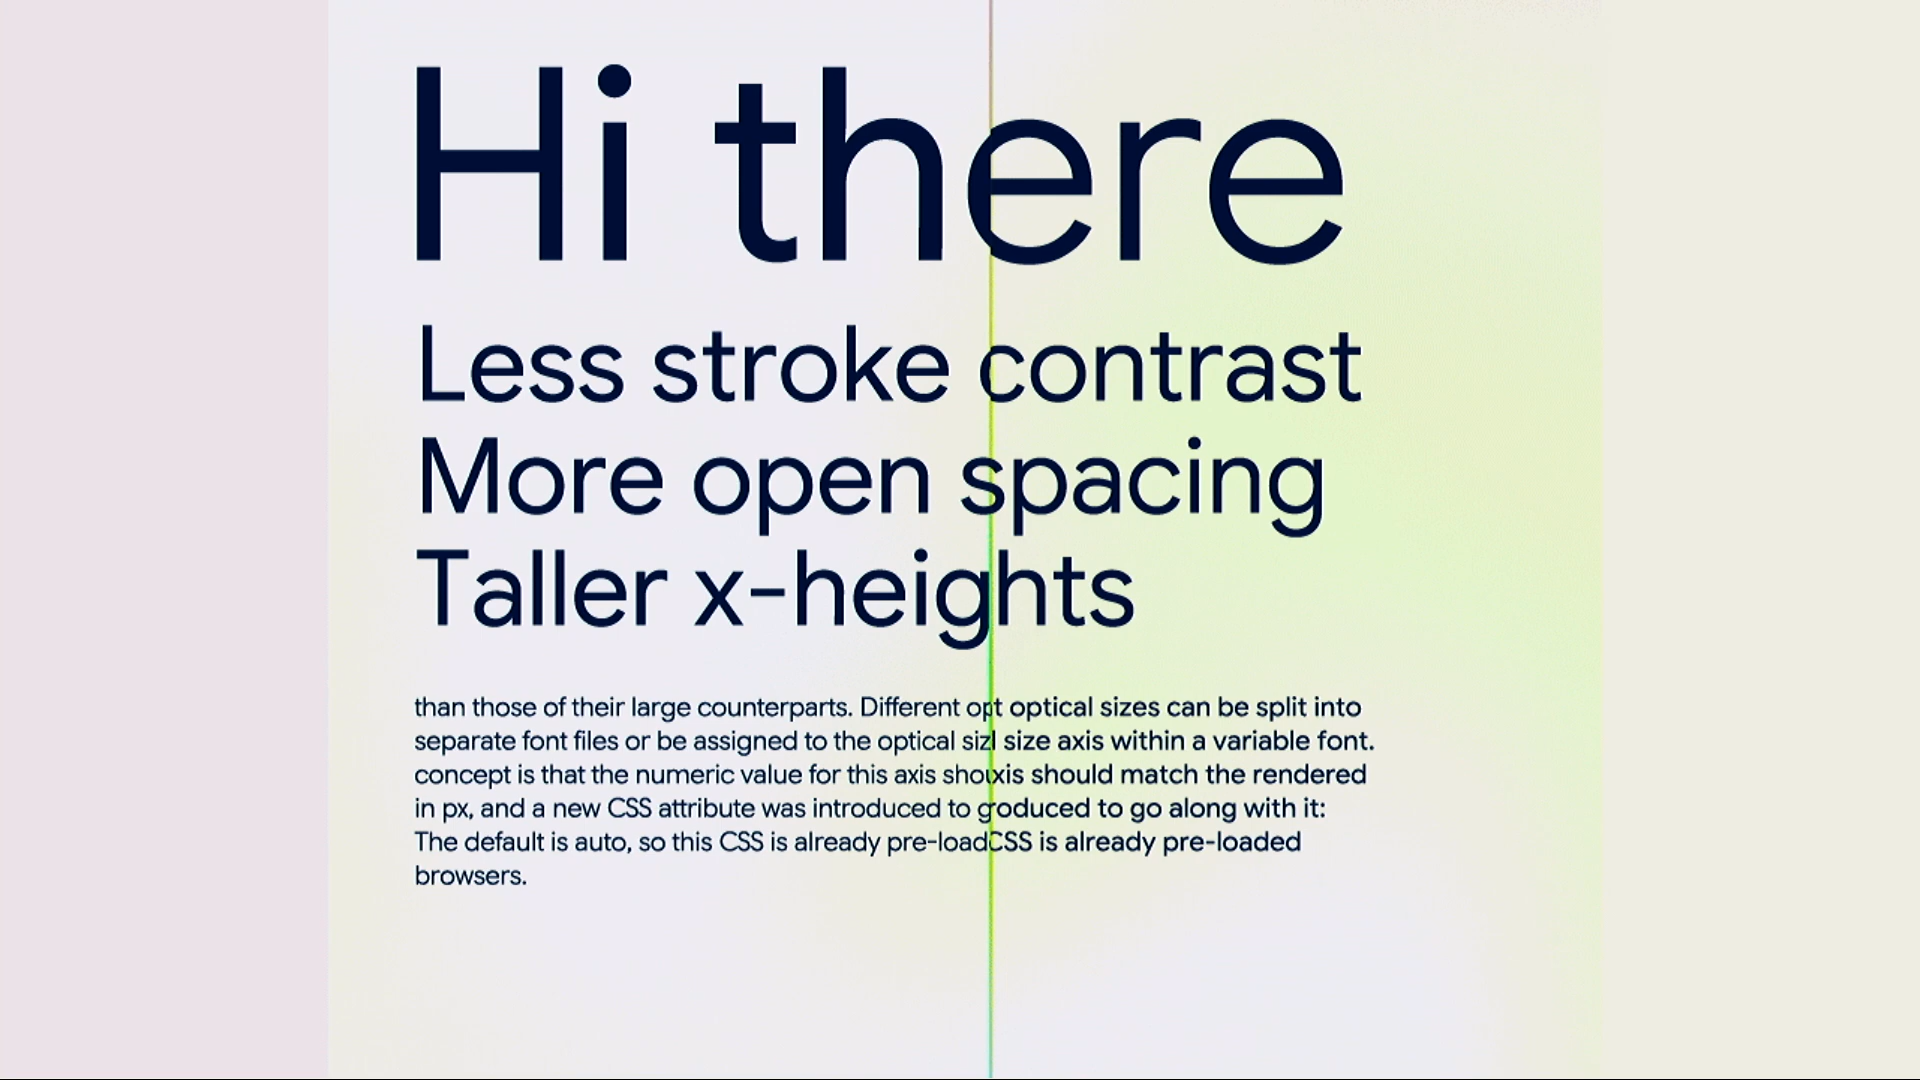 Hi there
Less stroke contrast
More open spacing
Taller x-heights
than those of their large counterparts. Different opt optical sizes can be split into
separate font files or be assigned to the optical sizl size axis within a variable font.
concept is that the numeric value for this axis shouxis should match the rendered
in px, and a new CSS attribute was introduced to groduced to go along with it:
The default is auto, so this CSS is already pre-loadCSS is already pre-loaded
browsers.